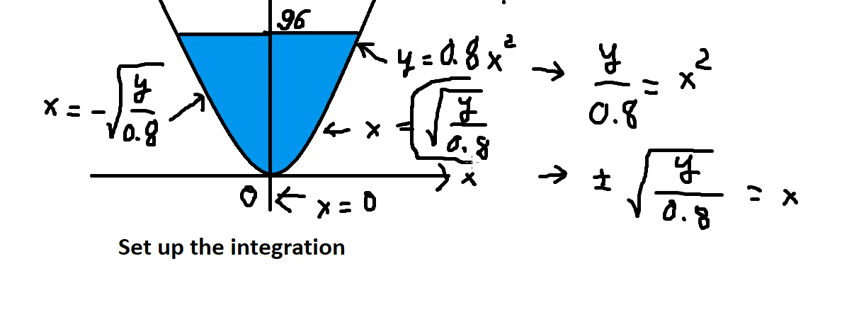 96
y = 0.8x² → y/0.8 = x²
x = -√(y/0.8)
x = √(y/0.8)
→ ± √(y/0.8) = x
x
0 ← x = 0
Set up the integration